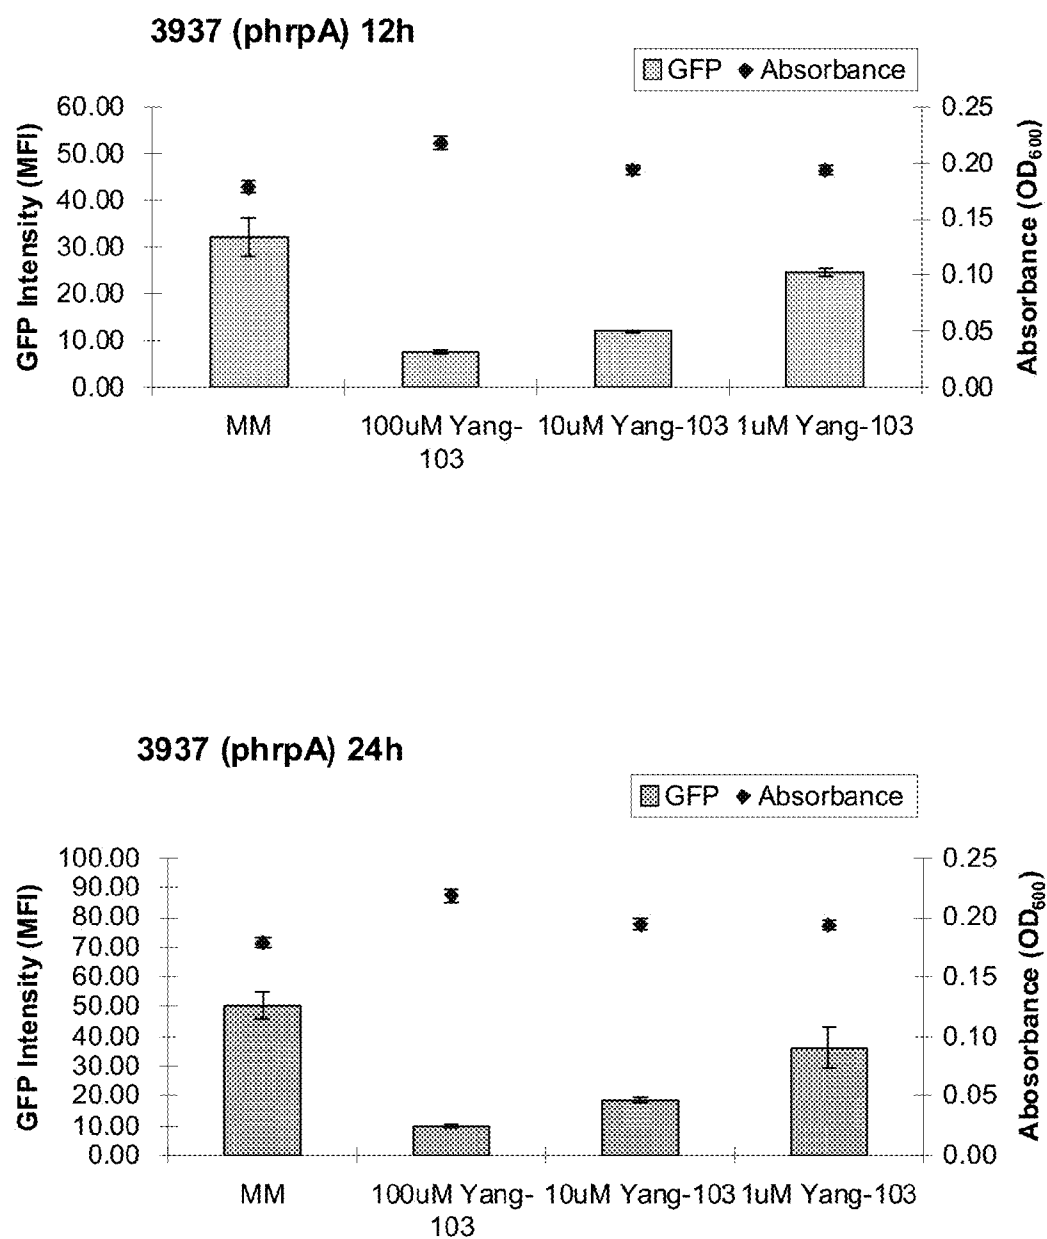 3937 (phrpA) 12h
GFP Absorbance
60.00
50.00
40.00
30.00
20.00
10.00
0.00
GFP Intensity (MFI)
0.25
0.20
0.15
0.10
0.05
0.00
Absorbance (OD600)
MM
100uM Yang-
103
10uM Yang-103
1uM Yang-103
3937 (phrpA) 24h
GFP Absorbance
100.00
90.00
80.00
70.00
60.00
50.00
40.00
30.00
20.00
10.00
0.00
GFP Intensity (MFI)
0.25
0.20
0.15
0.10
0.05
0.00
Abosorbance (OD600)
MM
100uM Yang-
103
10uM Yang-103
1uM Yang-103